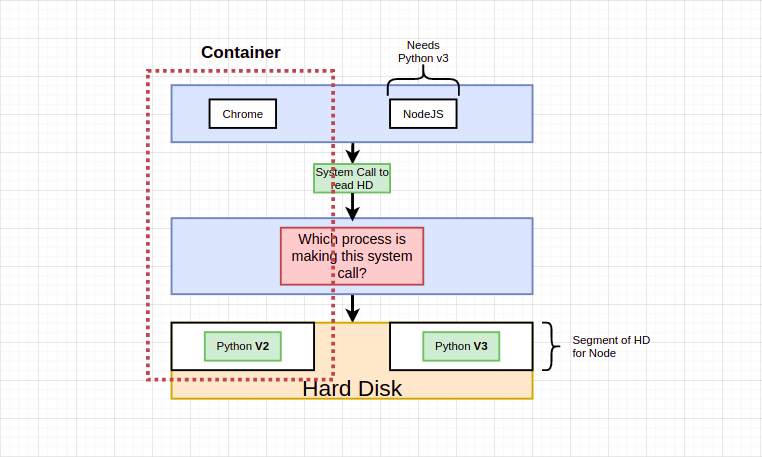 Container
Needs
Python v3
Chrome
NodeJS
System Call to
read HD
Which process is
making this system
call?
Python V2
Python V3
Segment of HD
for Node
Hard Disk